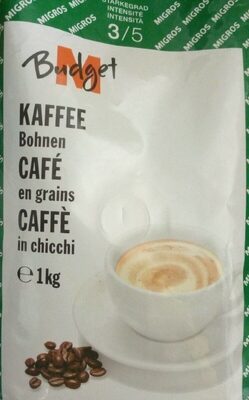 STÄRKEGRAD
INTENSITÉ
INTENSITÀ
3/5
MIGROS
M
Budget
KAFFEE
Bohnen
CAFÉ
en grains
CAFFÈ
in chicchi
℮ 1kg